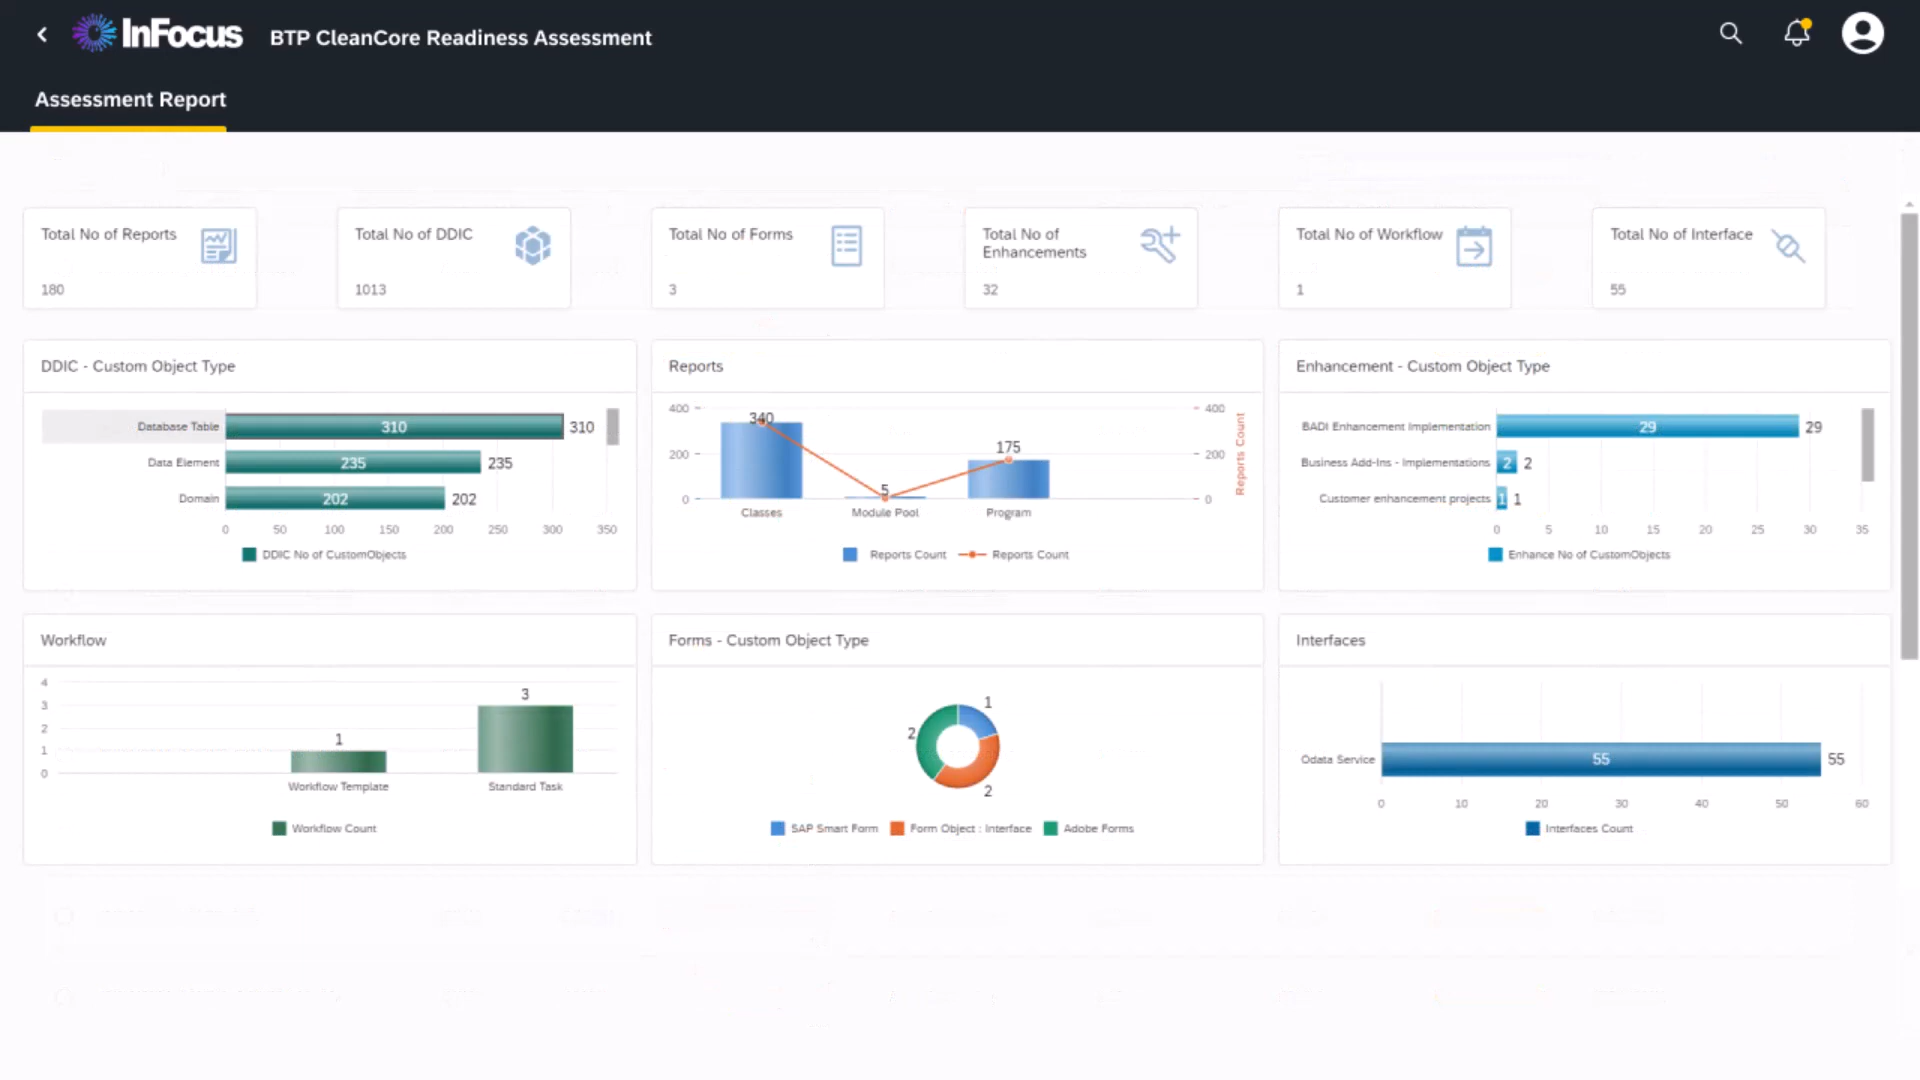 InFocus
BTP CleanCore Readiness Assessment
Assessment Report
Total No of Reports
180
Total No of DDIC
1013
Total No of Forms
3
Total No of
Enhancements
32
Total No of Workflow
1
Total No of Interface
55
DDIC - Custom Object Type
Database Table 310 310
Data Element 235 235
Domain 202 202
0 50 100 150 200 250 300 350
DDIC No of CustomObjects
Reports
400 340 400
200 175 200
0 5 0
Reports Count
Classes Module Pool Program
Reports Count Reports Count
Enhancement - Custom Object Type
BADI Enhancement Implementation 29 29
Business Add-Ins - Implementations 2 2
Customer enhancement projects 1 1
0 5 10 15 20 25 30 35
Enhance No of CustomObjects
Workflow
4
3 3
2
1 1
0
Workflow Template Standard Task
Workflow Count
Forms - Custom Object Type
1
2
2
SAP Smart Form Form Object : Interface Adobe Forms
Interfaces
Odata Service 55 55
0 10 20 30 40 50 60
Interfaces Count